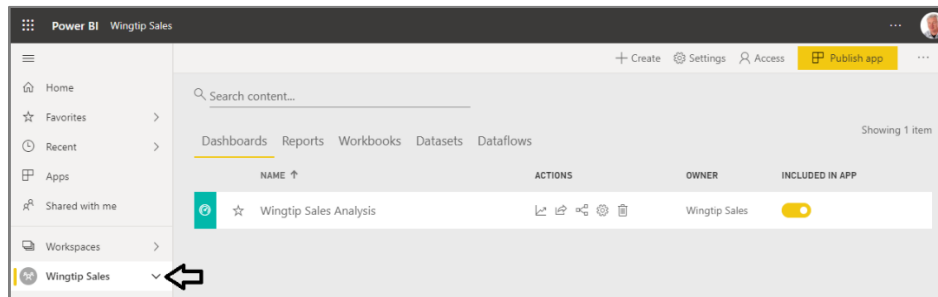 Power BI Wingtip Sales
Create Settings Access Publish app
Home
Search content...
Favorites
Showing 1 item
Dashboards Reports Workbooks Datasets Dataflows
Recent
Apps
NAME ACTIONS OWNER INCLUDED IN APP
Shared with me
Wingtip Sales Analysis Wingtip Sales
Workspaces
Wingtip Sales